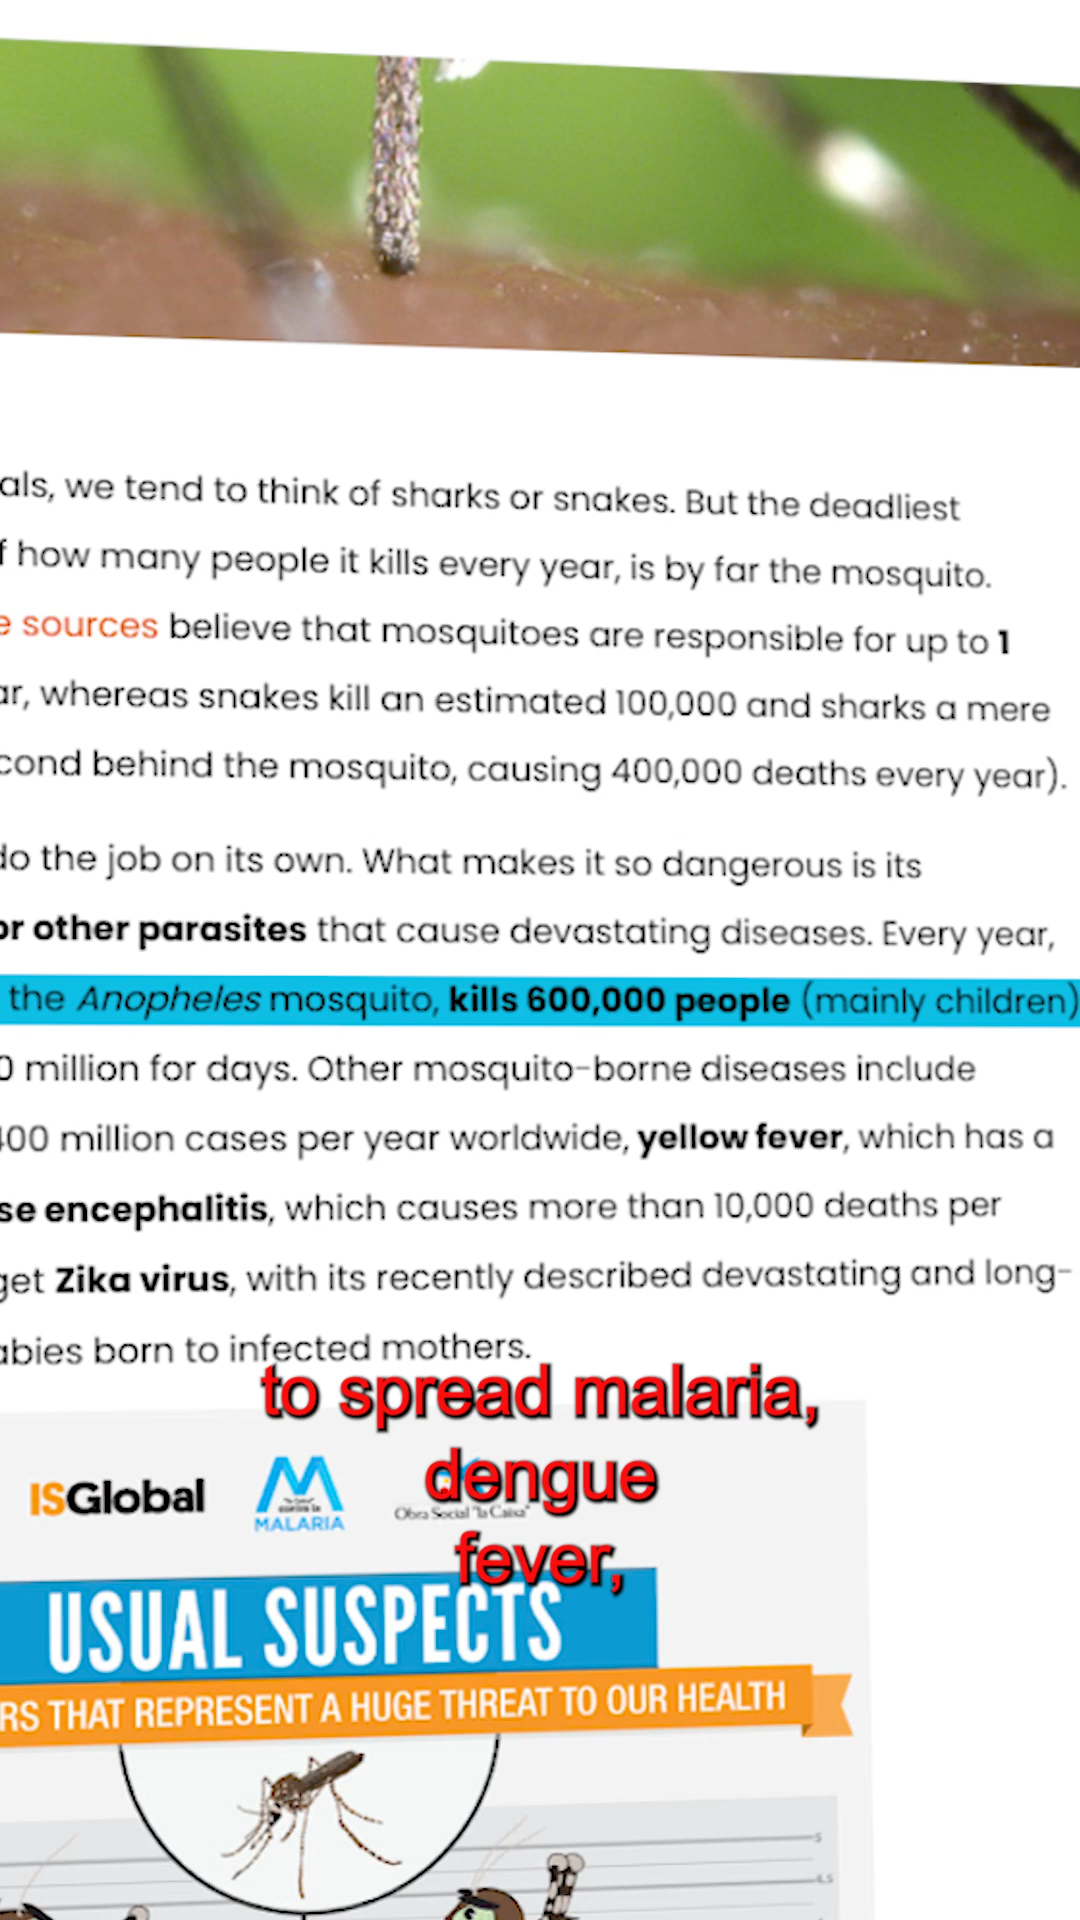 als, we tend to think of sharks or snakes. But the deadliest
f how many people it kills every year, is by far the mosquito.
e sources believe that mosquitoes are responsible for up to 1
ar, whereas snakes kill an estimated 100,000 and sharks a mere
cond behind the mosquito, causing 400,000 deaths every year).
do the job on its own. What makes it so dangerous is its
or other parasites that cause devastating diseases. Every year,
the Anopheles mosquito, kills 600,000 people (mainly children)
0 million for days. Other mosquito-borne diseases include
400 million cases per year worldwide, yellow fever, which has a
se encephalitis, which causes more than 10,000 deaths per
get Zika virus, with its recently described devastating and long-
abies born to infected mothers.
to spread malaria,
dengue
fever,
ISGlobal
MALARIA
Obra Social "la Caixa"
USUAL SUSPECTS
RS THAT REPRESENT A HUGE THREAT TO OUR HEALTH
5
4.5